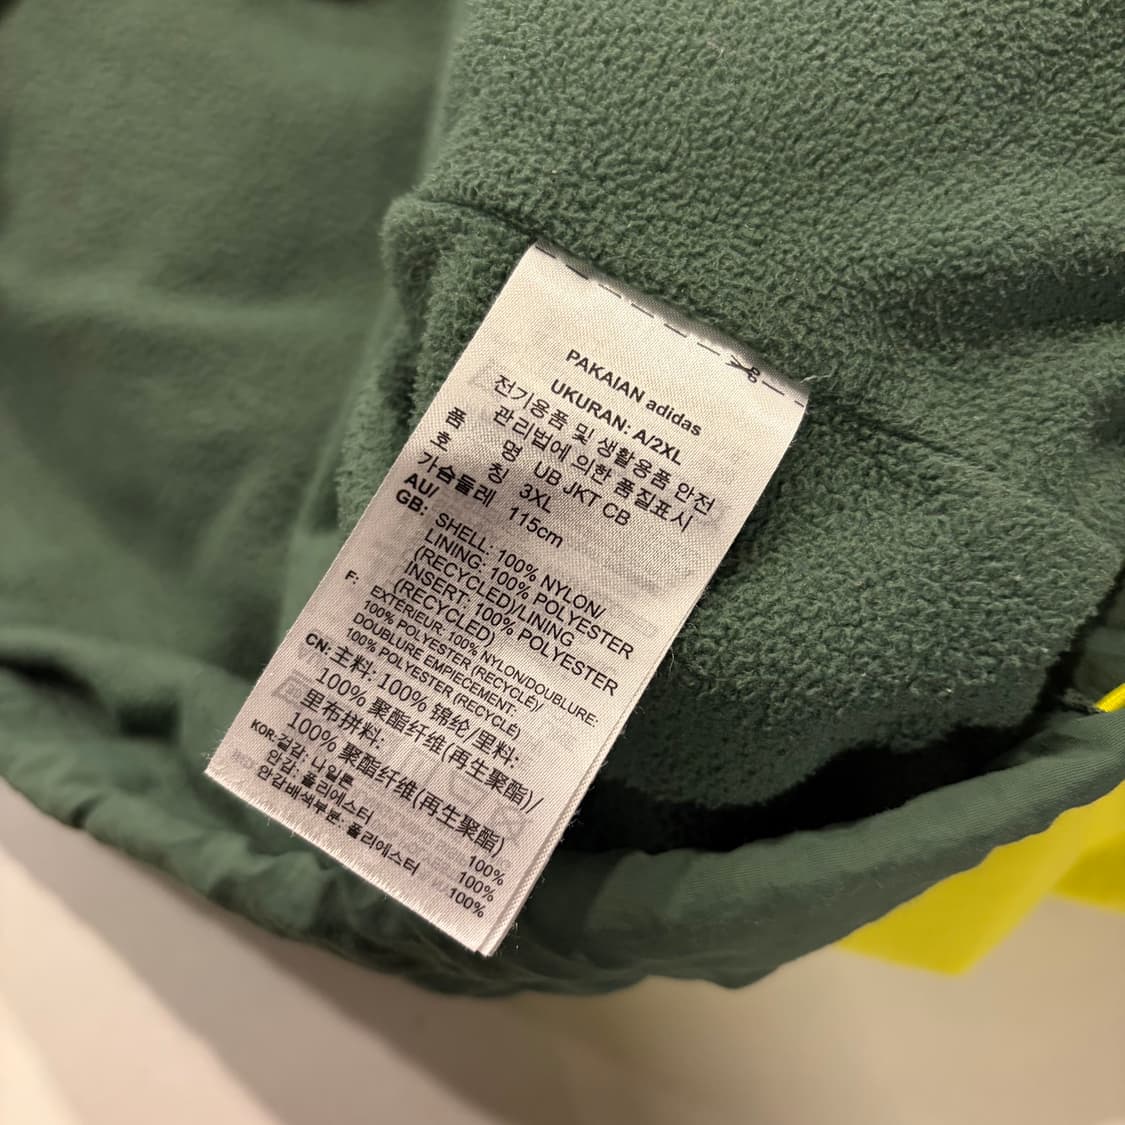 PAKAIAN adidas
UKURAN: A/2XL
전기용품 및 생활용품 안전
관리법에 의한 품질표시
품 명 UB JKT CB
호 칭 3XL
가슴둘레 115cm
AU/
GB: SHELL: 100% NYLON/
LINING: 100% POLYESTER
(RECYCLED)/LINING
INSERT: 100% POLYESTER
(RECYCLED)
F: EXTERIEUR: 100% NYLON/DOUBLURE:
100% POLYESTER (RECYCLÉ)/
DOUBLURE EMPIECEMENT:
100% POLYESTER (RECYCLÉ)
CN: 主料: 100% 锦纶/里料:
100% 聚酯纤维(再生聚酯)/
里布拼料:
100% 聚酯纤维(再生聚酯)
KOR: 겉감: 나일론 100%
안감: 폴리에스터 100%
안감배색부분: 폴리에스터 100%